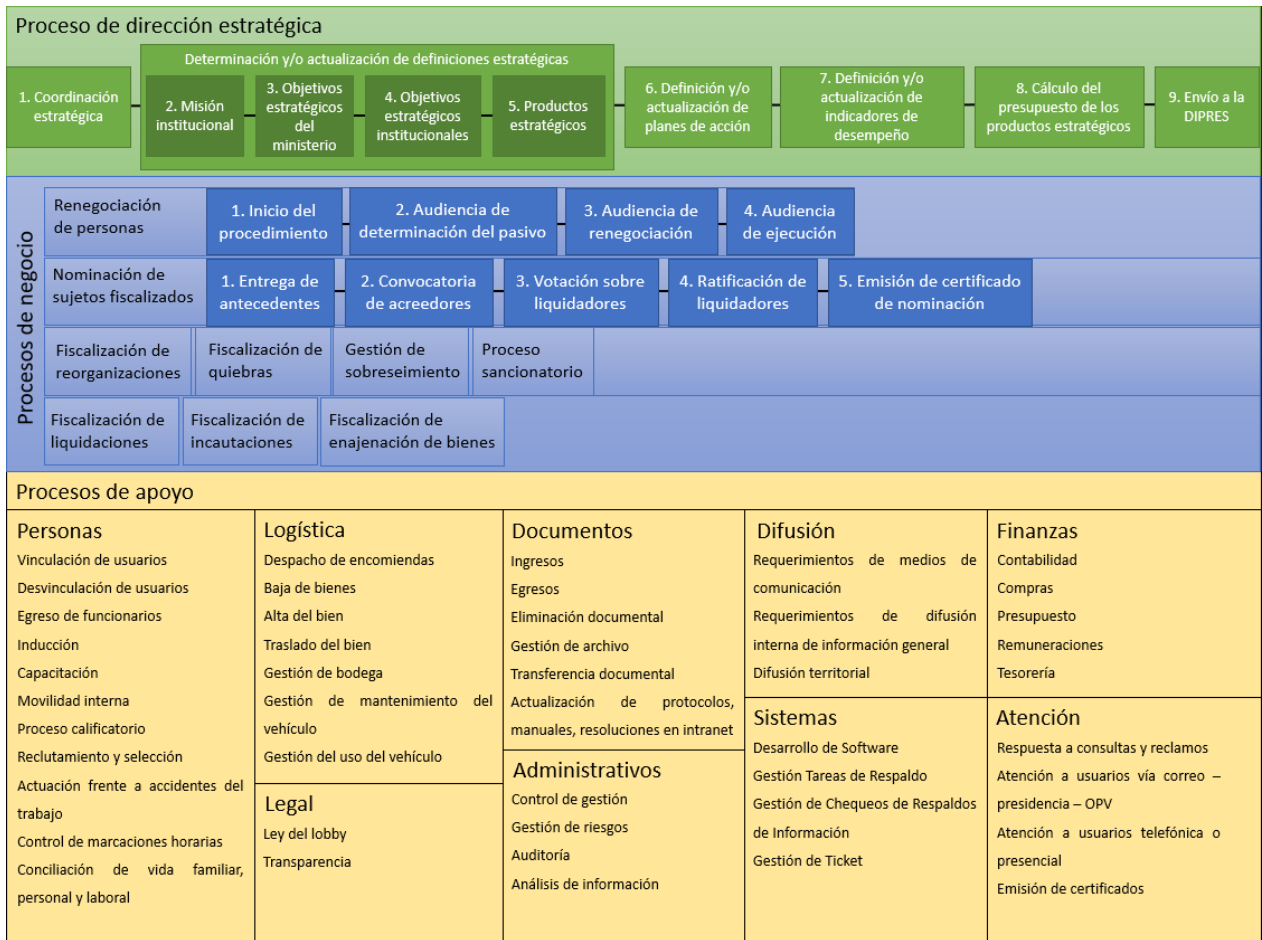 Proceso de dirección estratégica
Determinación y/o actualización de definiciones estratégicas
1. Coordinación
estratégica
2. Misión
institucional
3. Objetivos
estratégicos
del
ministerio
4. Objetivos
estratégicos
institucionales
5. Productos
estratégicos
6. Definición y/o
actualización de
planes de acción
7. Definición y/o
actualización de
indicadores de
desempeño
8. Cálculo del
presupuesto de los
productos estratégicos
9. Envío a la
DIPRES
Procesos de negocio
Renegociación
de personas
1. Inicio del
procedimiento
2. Audiencia de
determinación del pasivo
3. Audiencia de
renegociación
4. Audiencia
de ejecución
Nominación de
sujetos fiscalizados
1. Entrega de
antecedentes
2. Convocatoria
de acreedores
3. Votación sobre
liquidadores
4. Ratificación de
liquidadores
5. Emisión de certificado
de nominación
Fiscalización de
reorganizaciones
Fiscalización de
quiebras
Gestión de
sobreseimiento
Proceso
sancionatorio
Fiscalización de
liquidaciones
Fiscalización de
incautaciones
Fiscalización de
enajenación de bienes
Procesos de apoyo
Personas
Vinculación de usuarios
Desvinculación de usuarios
Egreso de funcionarios
Inducción
Capacitación
Movilidad interna
Proceso calificatorio
Reclutamiento y selección
Actuación frente a accidentes del
trabajo
Control de marcaciones horarias
Conciliación de vida familiar,
personal y laboral
Logística
Despacho de encomiendas
Baja de bienes
Alta del bien
Traslado del bien
Gestión de bodega
Gestión de mantenimiento del
vehículo
Gestión del uso del vehículo
Legal
Ley del lobby
Transparencia
Documentos
Ingresos
Egresos
Eliminación documental
Gestión de archivo
Transferencia documental
Actualización de protocolos,
manuales, resoluciones en intranet
Administrativos
Control de gestión
Gestión de riesgos
Auditoría
Análisis de información
Difusión
Requerimientos de medios de
comunicación
Requerimientos de difusión
interna de información general
Difusión territorial
Sistemas
Desarrollo de Software
Gestión Tareas de Respaldo
Gestión de Chequeos de Respaldos
de Información
Gestión de Ticket
Finanzas
Contabilidad
Compras
Presupuesto
Remuneraciones
Tesorería
Atención
Respuesta a consultas y reclamos
Atención a usuarios vía correo –
presidencia – OPV
Atención a usuarios telefónica o
presencial
Emisión de certificados